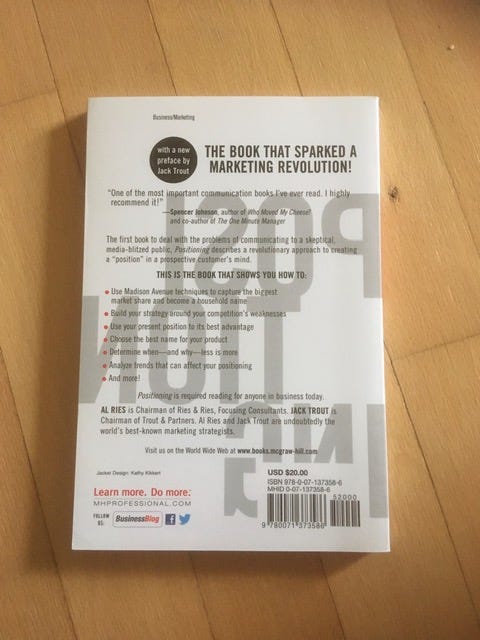 Business/Marketing
with a new
preface by
Jack Trout
THE BOOK THAT SPARKED A
MARKETING REVOLUTION!
“One of the most important communication books I've ever read. I highly
recommend it!”
—Spencer Johnson, author of Who Moved My Cheese?
and co-author of The One Minute Manager
The first book to deal with the problems of communicating to a skeptical,
media-blitzed public, Positioning describes a revolutionary approach to creating
a “position” in a prospective customer's mind.
THIS IS THE BOOK THAT SHOWS YOU HOW TO:
• Use Madison Avenue techniques to capture the biggest
market share and become a household name
• Build your strategy around your competition's weaknesses
• Use your present position to its best advantage
• Choose the best name for your product
• Determine when—and why—less is more
• Analyze trends that can affect your positioning
• And more!
Positioning is required reading for anyone in business today.
AL RIES is Chairman of Ries & Ries, Focusing Consultants. JACK TROUT is
Chairman of Trout & Partners. Al Ries and Jack Trout are undoubtedly the
world's best-known marketing strategists.
Visit us on the World Wide Web at www.books.mcgraw-hill.com
Jacket Design: Kathy Kikkert
Learn more. Do more.
MHPROFESSIONAL.COM
FOLLOW
US:
BusinessBlog
USD $20.00
ISBN 978-0-07-137358-6
MHID 0-07-137358-6
52000
9 780071 373586
POSI
TION
ING